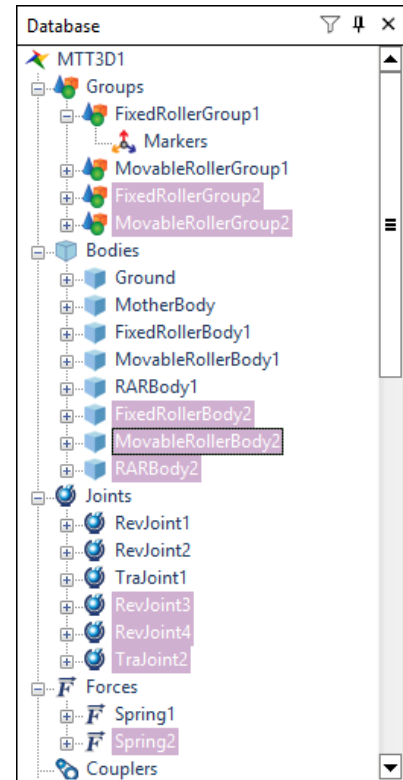 Database
MTT3D1
Groups
FixedRollerGroup1
Markers
MovableRollerGroup1
FixedRollerGroup2
MovableRollerGroup2
Bodies
Ground
MotherBody
FixedRollerBody1
MovableRollerBody1
RARBody1
FixedRollerBody2
MovableRollerBody2
RARBody2
Joints
RevJoint1
RevJoint2
TraJoint1
RevJoint3
RevJoint4
TraJoint2
F Forces
F Spring1
F Spring2
Couplers